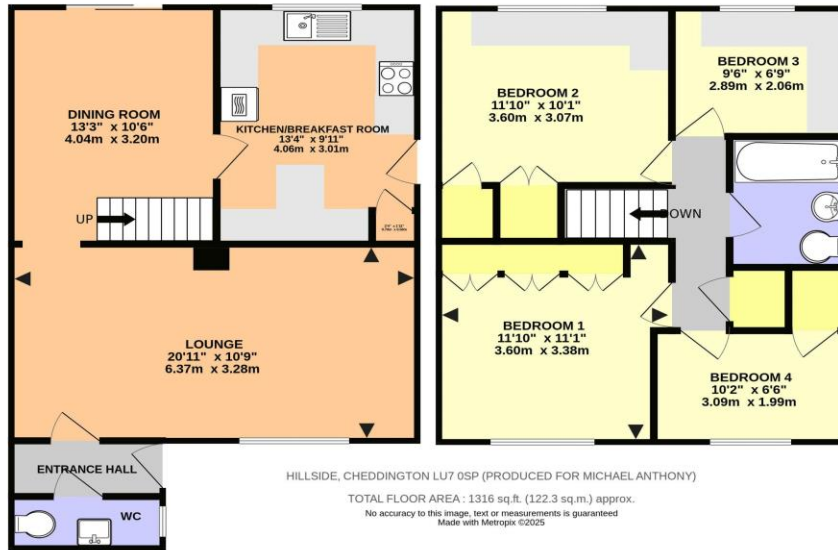 DINING ROOM
13'3" x 10'6"
4.04m x 3.20m
KITCHEN/BREAKFAST ROOM
13'4" x 9'11"
4.06m x 3.01m
UP
LOUNGE
20'11" x 10'9"
6.37m x 3.28m
ENTRANCE HALL
WC
BEDROOM 2
11'10" x 10'1"
3.60m x 3.07m
BEDROOM 3
9'6" x 6'9"
2.89m x 2.06m
DOWN
BEDROOM 1
11'10" x 11'1"
3.60m x 3.38m
BEDROOM 4
10'2" x 6'6"
3.09m x 1.99m
HILLSIDE, CHEDDINGTON LU7 0SP (PRODUCED FOR MICHAEL ANTHONY)
TOTAL FLOOR AREA : 1316 sq.ft. (122.3 sq.m.) approx.
No accuracy to this image, text or measurements is guaranteed
Made with Metropix ©2025